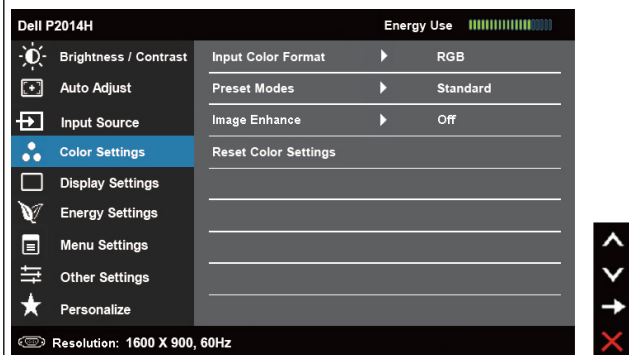 Dell P2014H Energy Use
Brightness / Contrast Input Color Format RGB
Auto Adjust Preset Modes Standard
Input Source Image Enhance Off
Color Settings Reset Color Settings
Display Settings
Energy Settings
Menu Settings
Other Settings
Personalize
Resolution: 1600 X 900, 60Hz